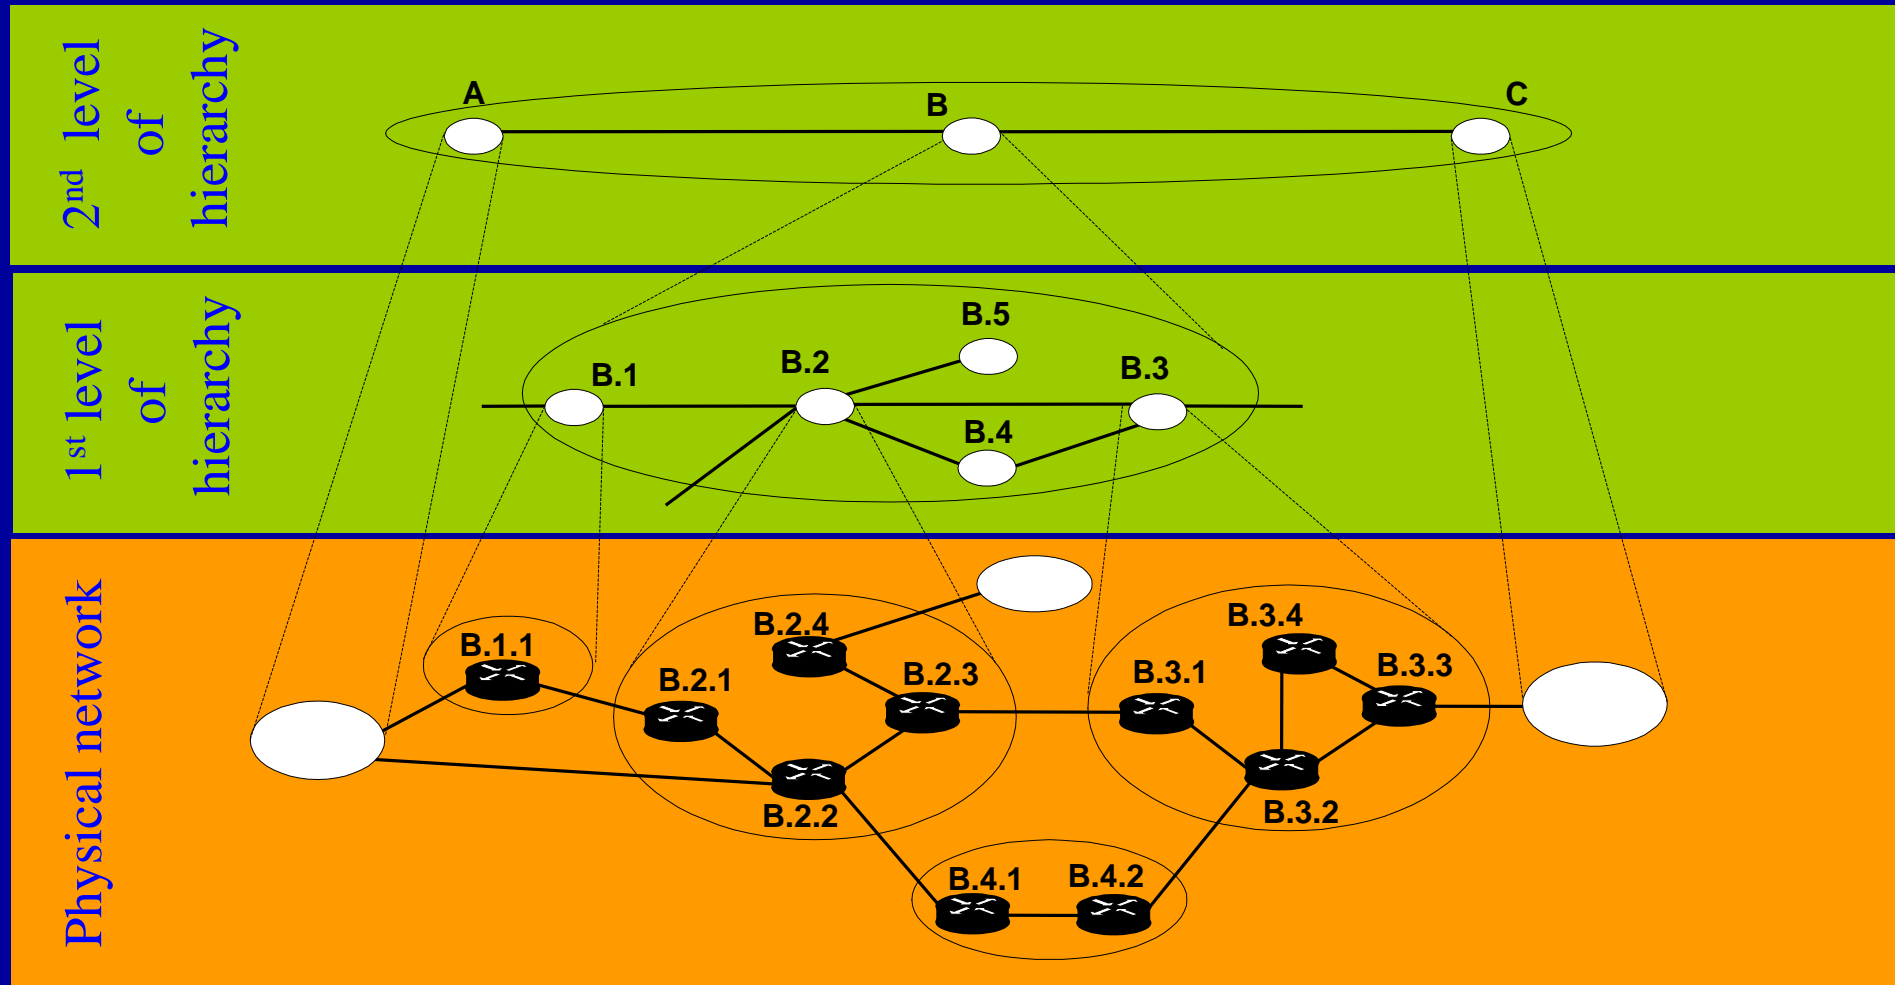 2nd level
of
hierarchy
A
B
C
1st level
of
hierarchy
B.5
B.1
B.2
B.3
B.4
Physical network
B.1.1
B.2.4
B.2.1
B.2.3
B.2.2
B.3.4
B.3.1
B.3.3
B.3.2
B.4.1
B.4.2